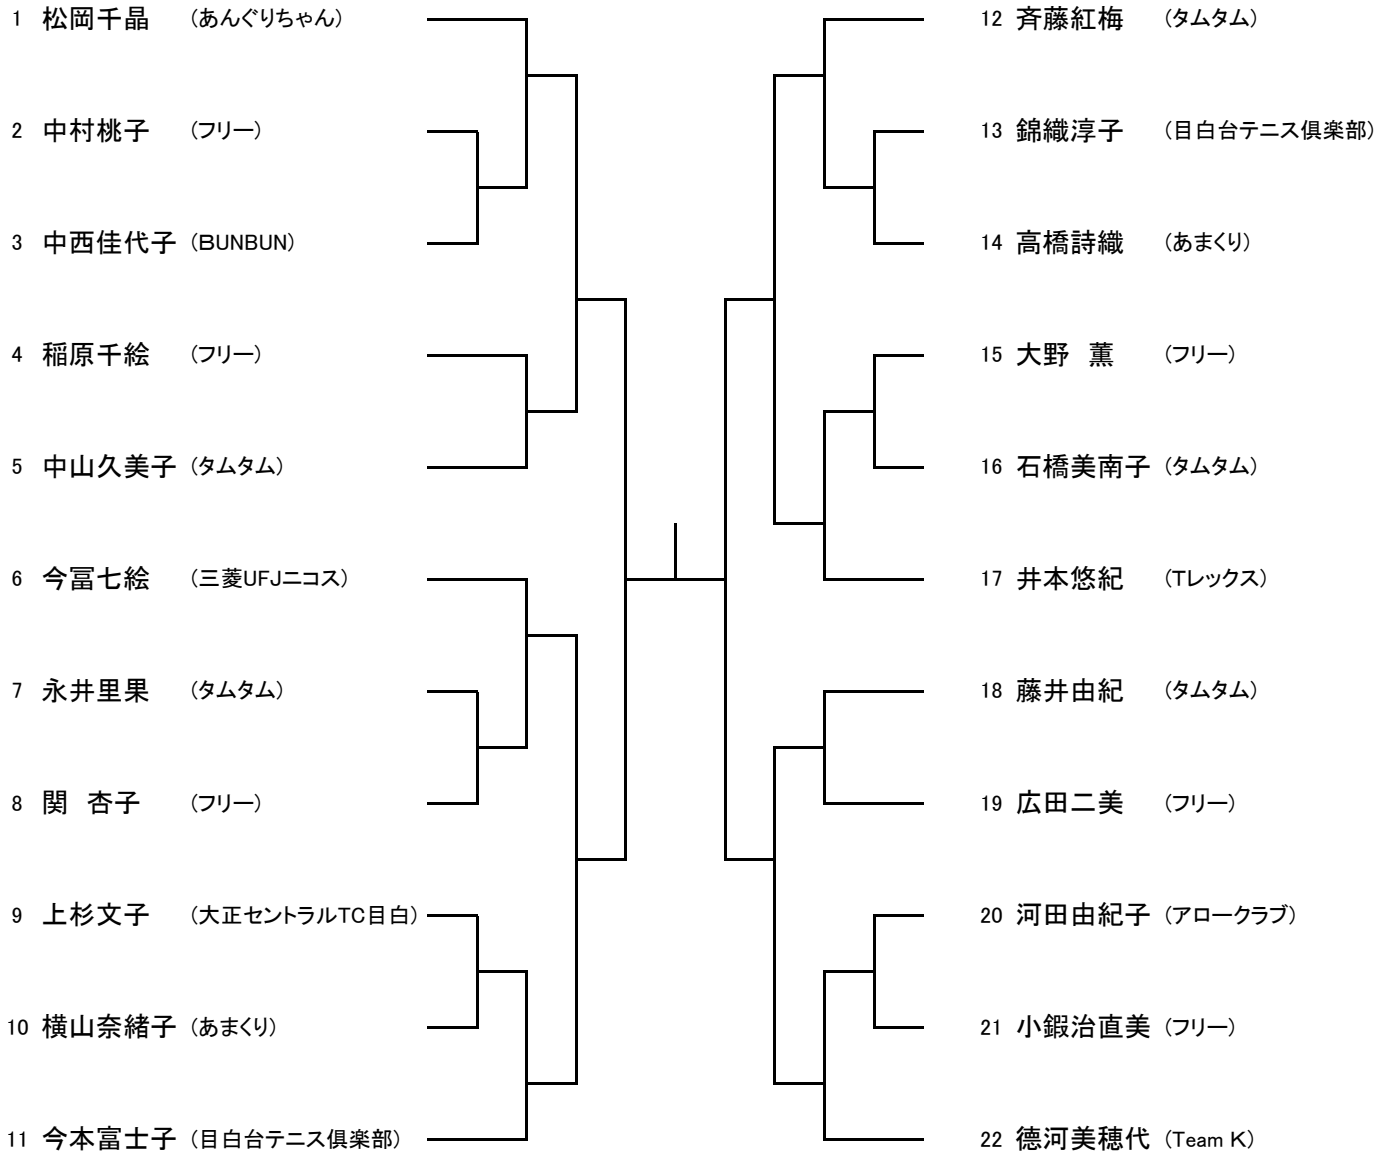 1 松岡千晶 (あんぐりちゃん)
2 中村桃子 (フリー)
3 中西佳代子 (BUNBUN)
4 稲原千絵 (フリー)
5 中山久美子 (タムタム)
6 今冨七絵 (三菱UFJニコス)
7 永井里果 (タムタム)
8 関　杏子 (フリー)
9 上杉文子 (大正セントラルTC目白)
10 横山奈緒子 (あまくり)
11 今本富士子 (目白台テニス倶楽部)
12 斉藤紅梅 (タムタム)
13 錦織淳子 (目白台テニス倶楽部)
14 高橋詩織 (あまくり)
15 大野　薫 (フリー)
16 石橋美南子 (タムタム)
17 井本悠紀 (Tレックス)
18 藤井由紀 (タムタム)
19 広田二美 (フリー)
20 河田由紀子 (アロークラブ)
21 小鍜治直美 (フリー)
22 德河美穂代 (Team K)